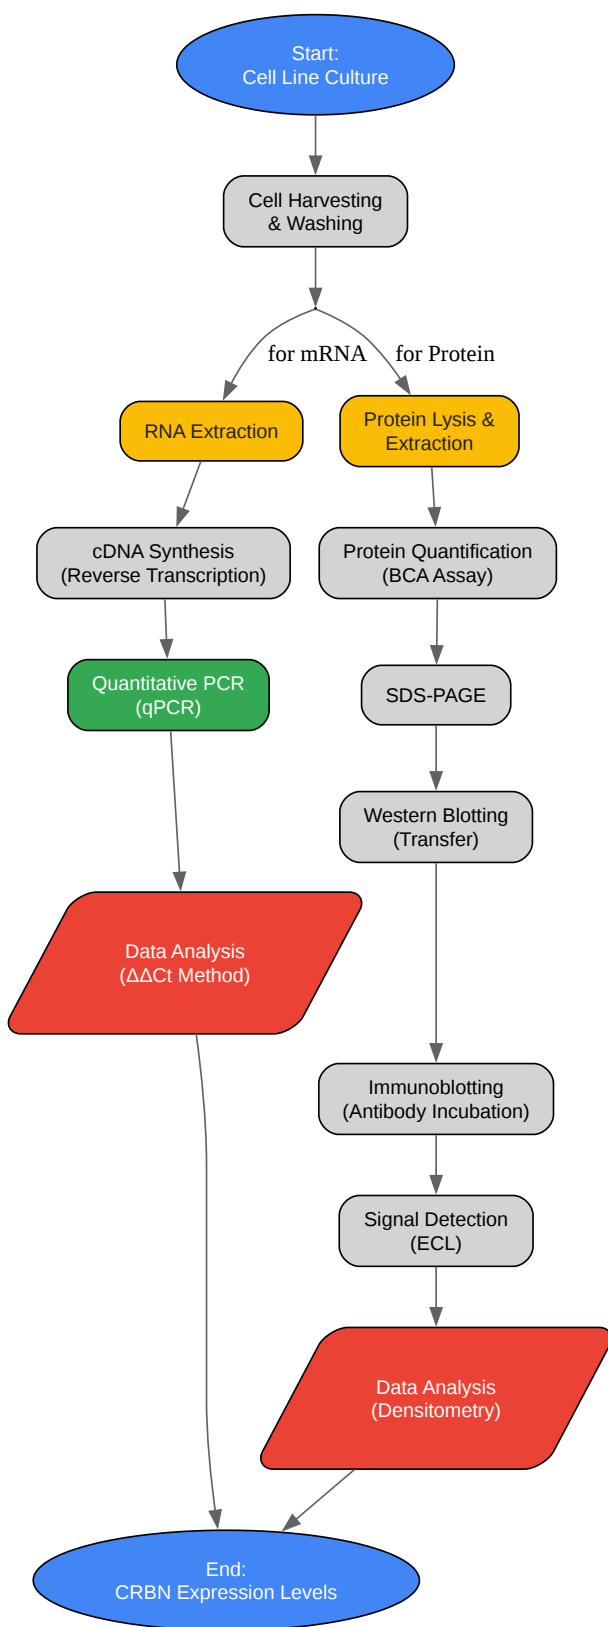 Start:
Cell Line Culture
Cell Harvesting
& Washing
for mRNA
for Protein
RNA Extraction
Protein Lysis &
Extraction
cDNA Synthesis
(Reverse Transcription)
Protein Quantification
(BCA Assay)
Quantitative PCR
(qPCR)
SDS-PAGE
Western Blotting
(Transfer)
Data Analysis
(ΔΔCt Method)
Immunoblotting
(Antibody Incubation)
Signal Detection
(ECL)
Data Analysis
(Densitometry)
End:
CRBN Expression Levels